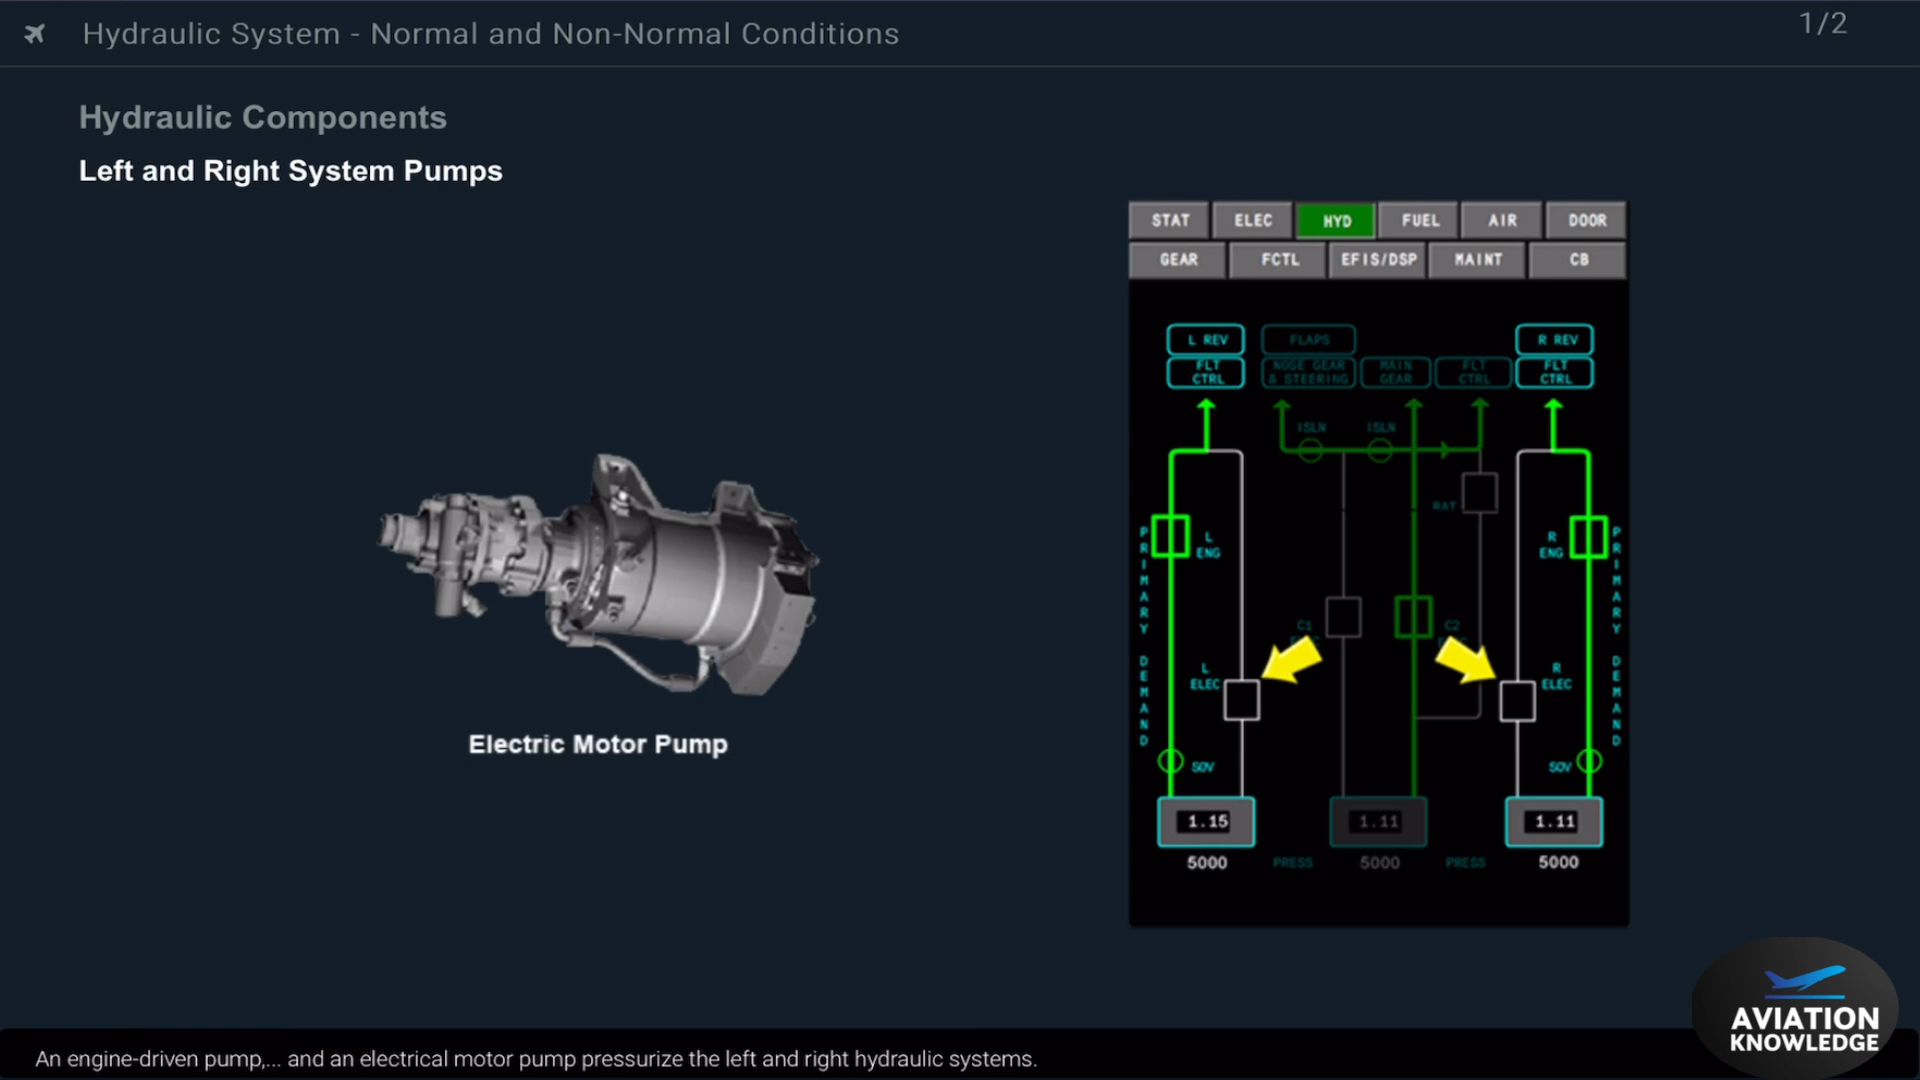 Hydraulic System - Normal and Non-Normal Conditions
1/2
Hydraulic Components
Left and Right System Pumps
STAT ELEC HYD FUEL AIR DOOR
GEAR FCTL EFIS/DSP MAINT CB
L REV FLAPS R REV
FLT CTRL
NOSE GEAR & STEERING
MAIN GEAR
FLT CTRL
FLT CTRL
ISLN ISLN
RAT
PRIMARY
L ENG
R ENG
PRIMARY
C1
C2
DEMAND
L ELEC
R ELEC
DEMAND
Electric Motor Pump
SOV SOV
1.15 1.11 1.11
5000 PRESS 5000 PRESS 5000
AVIATION
KNOWLEDGE
An engine-driven pump,... and an electrical motor pump pressurize the left and right hydraulic systems.